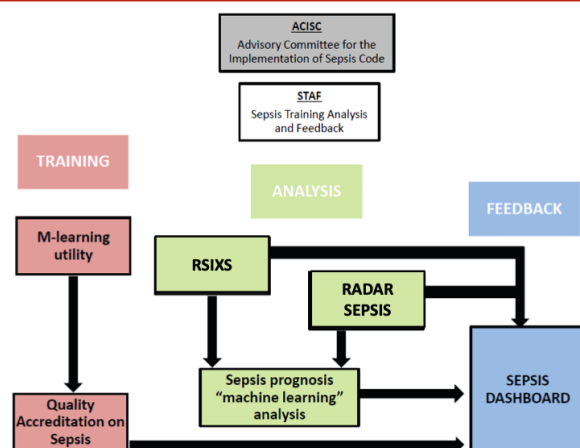 ACISC
Advisory Committee for the
Implementation of Sepsis Code
STAF
Sepsis Training Analysis
and Feedback
TRAINING
ANALYSIS
FEEDBACK
M-learning
utility
RSIXS
RADAR
SEPSIS
Sepsis prognosis
“machine learning”
analysis
SEPSIS
DASHBOARD
Quality
Accreditation on
Sepsis